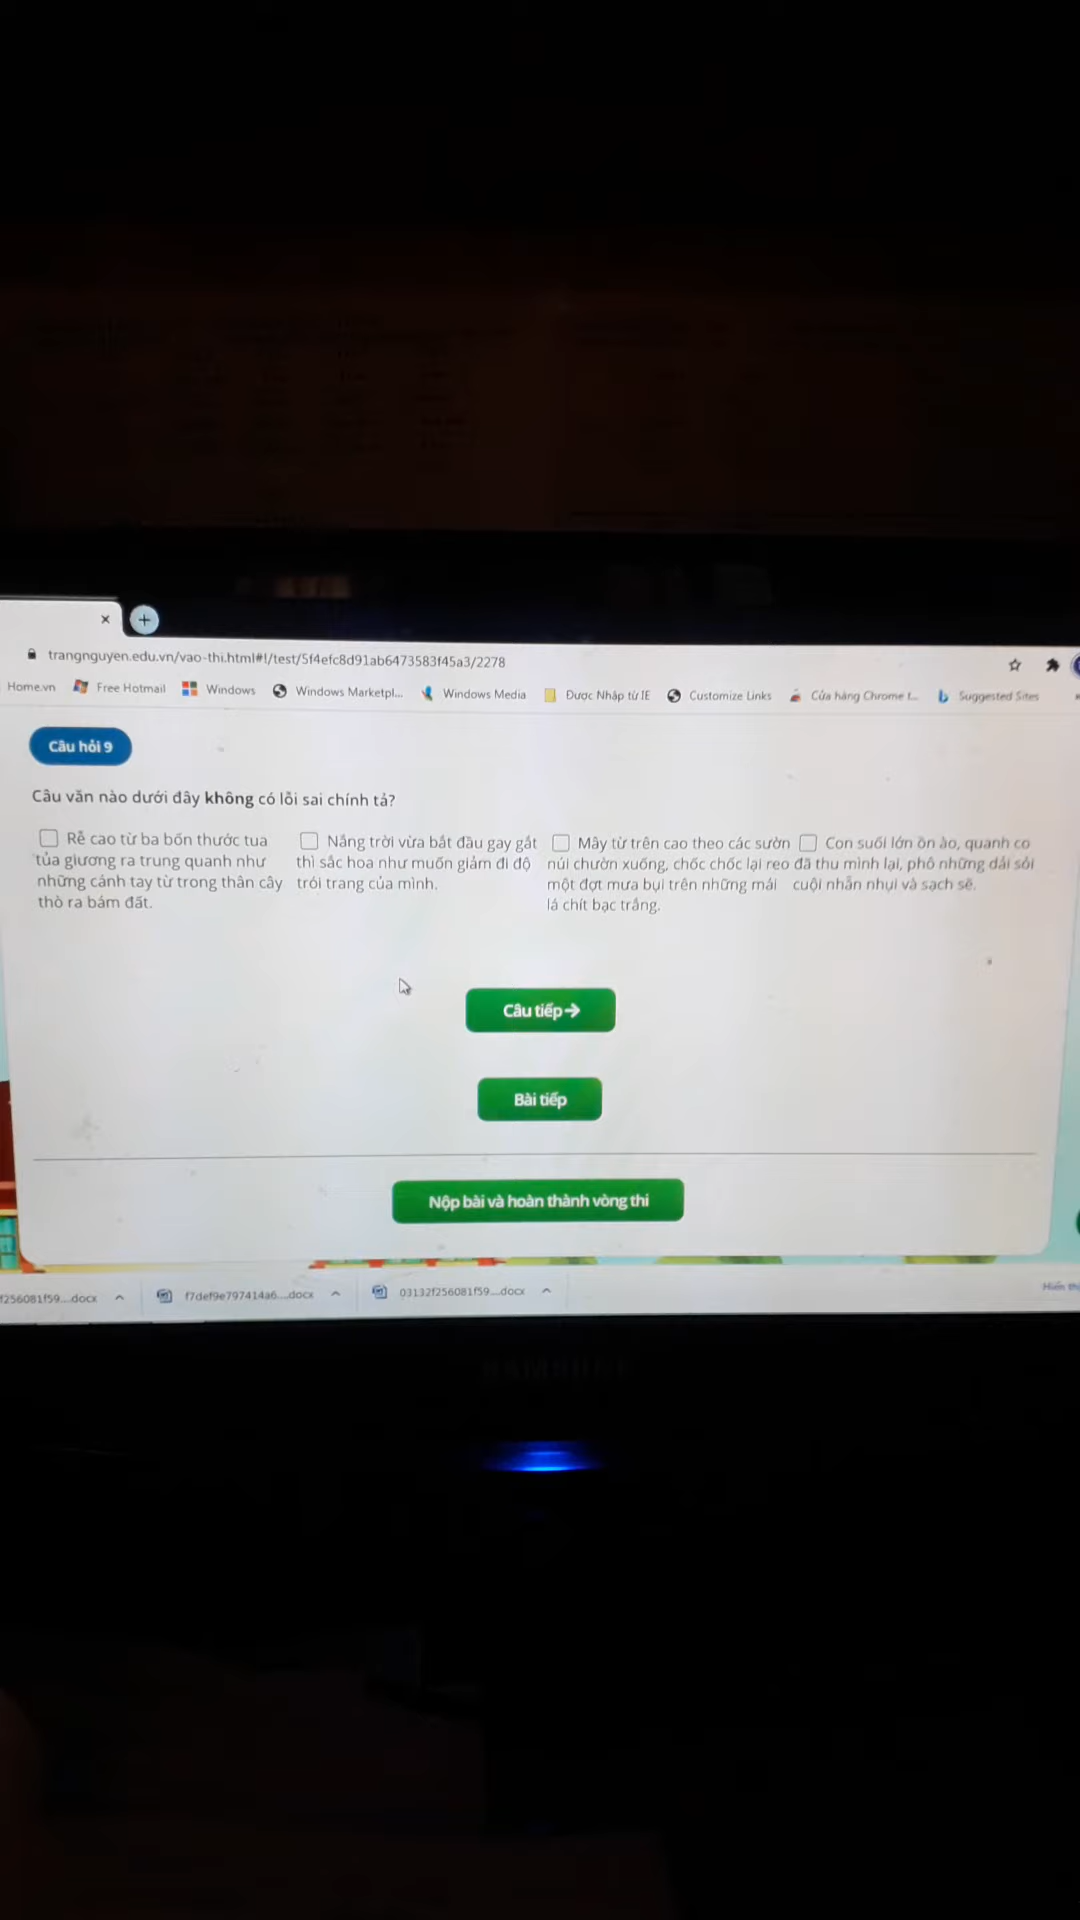 trangnguyen.edu.vn/vao-thi.html#!/test/5f4efc8d91ab6473583f45a3/2278
Home.vn Free Hotmail Windows Windows Marketpl... Windows Media Được Nhập từ IE Customize Links Cửa hàng Chrome t... Suggested Sites
Câu hỏi 9
Câu văn nào dưới đây không có lỗi sai chính tả?
Rễ cao từ ba bốn thước tua
tủa giương ra trung quanh như
những cánh tay từ trong thân cây
thò ra bám đất.
Nắng trời vừa bắt đầu gay gắt
thì sắc hoa như muốn giảm đi độ
trói trang của mình.
Mây từ trên cao theo các sườn
núi chườn xuống, chốc chốc lại reo
một đợt mưa bụi trên những mái
lá chít bạc trắng.
Con suối lớn ồn ào, quanh co
đã thu mình lại, phô những dải sỏi
cuội nhẵn nhụi và sạch sẽ.
Câu tiếp
Bài tiếp
Nộp bài và hoàn thành vòng thi
f256081f59....docx f7def9e797414a6....docx 03132f256081f59....docx
SAMSUNG